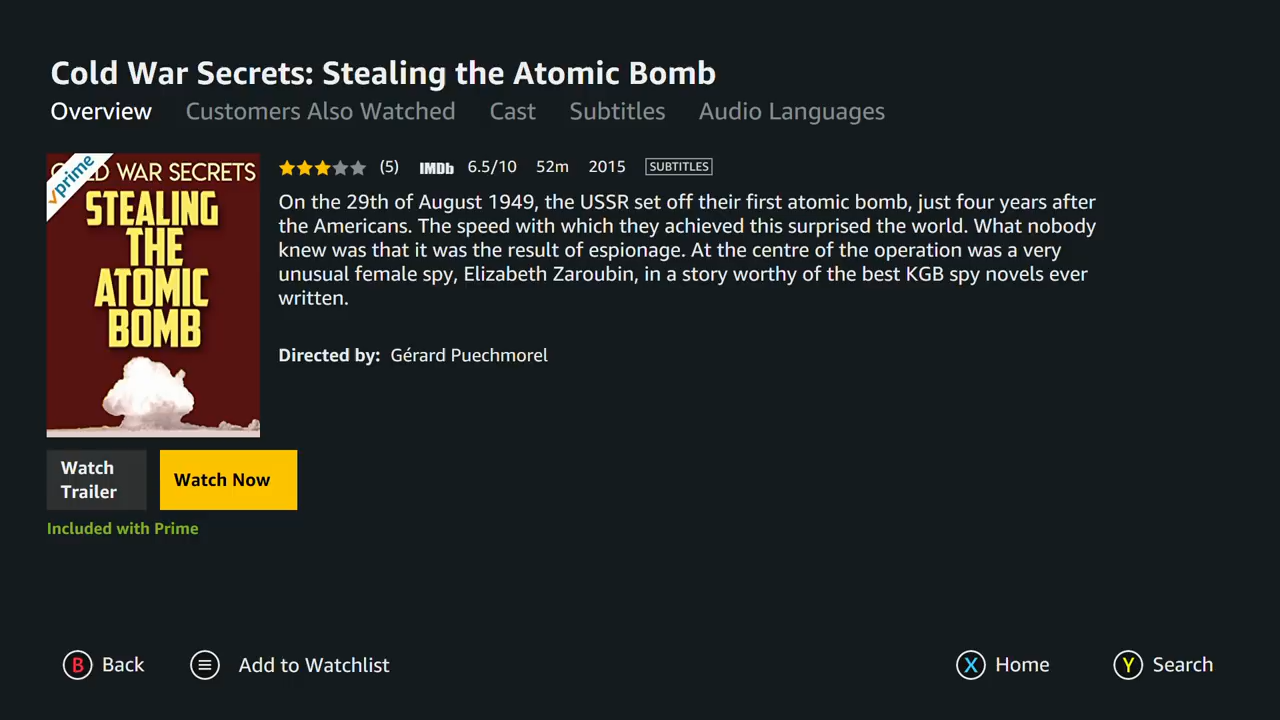 Cold War Secrets: Stealing the Atomic Bomb
Overview Customers Also Watched Cast Subtitles Audio Languages
prime
COLD WAR SECRETS
STEALING
THE
ATOMIC
BOMB
(5) IMDb 6.5/10 52m 2015 SUBTITLES
On the 29th of August 1949, the USSR set off their first atomic bomb, just four years after
the Americans. The speed with which they achieved this surprised the world. What nobody
knew was that it was the result of espionage. At the centre of the operation was a very
unusual female spy, Elizabeth Zaroubin, in a story worthy of the best KGB spy novels ever
written.
Directed by: Gérard Puechmorel
Watch
Trailer
Watch Now
Included with Prime
B Back Add to Watchlist X Home Y Search